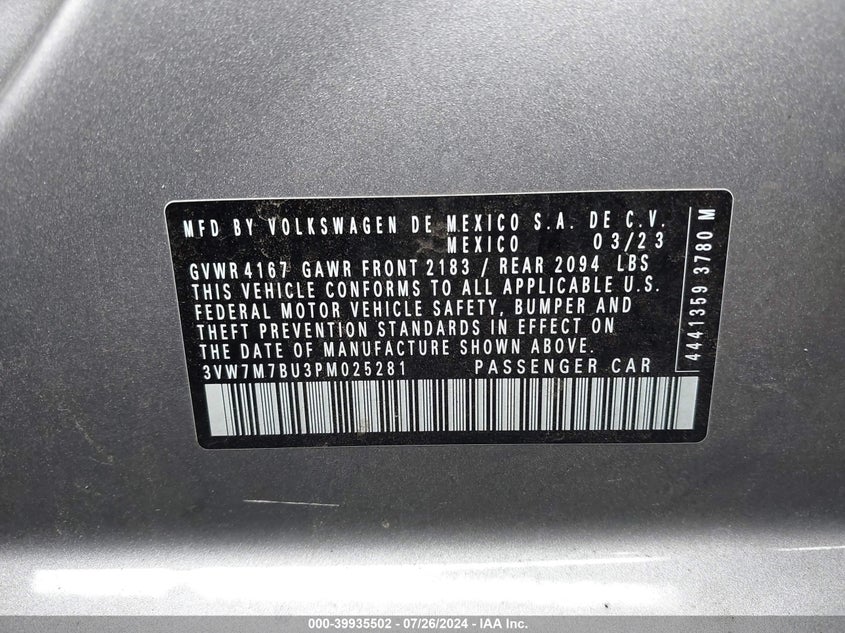 MFD BY VOLKSWAGEN DE MEXICO S.A. DE C.V.
MEXICO 03/23
GVWR 4167 GAWR FRONT 2183 / REAR 2094 LBS
THIS VEHICLE CONFORMS TO ALL APPLICABLE U.S.
FEDERAL MOTOR VEHICLE SAFETY, BUMPER AND
THEFT PREVENTION STANDARDS IN EFFECT ON
THE DATE OF MANUFACTURE SHOWN ABOVE.
3VW7M7BU3PM025281 PASSENGER CAR
4441359 3780 M
000-39935502 - 07/26/2024 - IAA Inc.